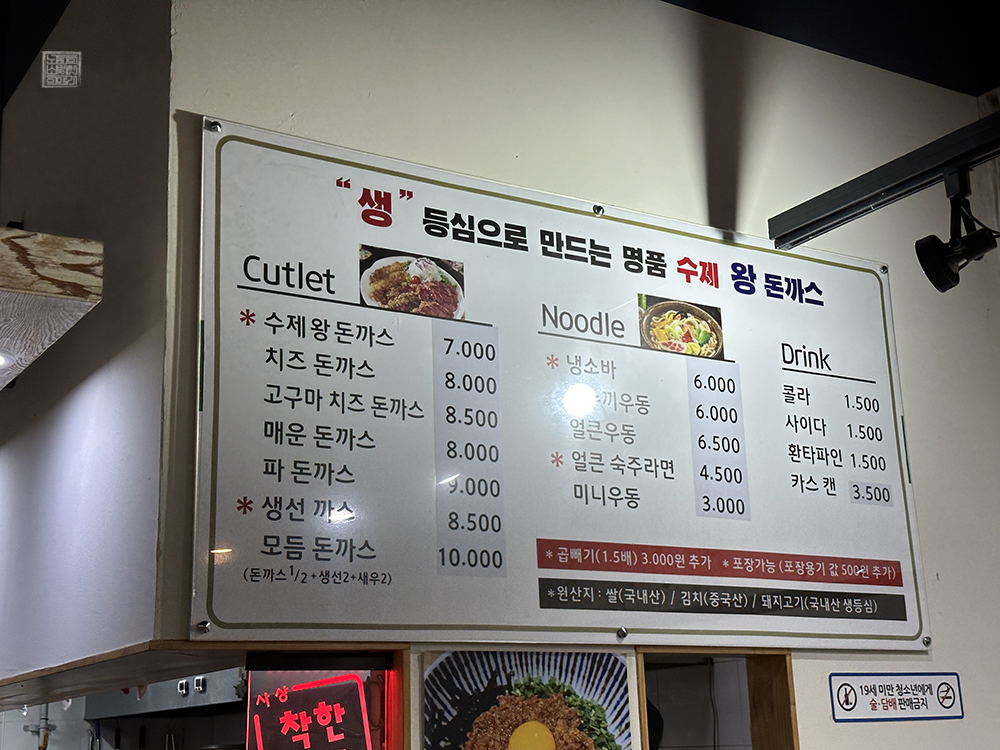 "생" 등심으로 만드는 명품 수제 왕 돈까스
Cutlet
* 수제 왕 돈까스 7.000
치즈 돈까스 8.000
고구마 치즈 돈까스 8.500
매운 돈까스 8.000
파 돈까스 9.000
* 생선 까스 8.500
모듬 돈까스 10.000
(돈까스 1/2 + 생선2 + 새우2)
Noodle
* 냉소바 6.000
끼우동 6.000
얼큰우동 6.500
* 얼큰 숙주라면 4.500
미니우동 3.000
Drink
콜라 1.500
사이다 1.500
환타파인 1.500
카스 캔 3.500
* 곱빼기(1.5배) 3.000원 추가 * 포장가능 (포장용기 값 500원 추가)
*원산지 : 쌀(국내산) / 김치(중국산) / 돼지고기(국내산 생등심)
사상
착한
19세 미만 청소년에게
술·담배 판매금지